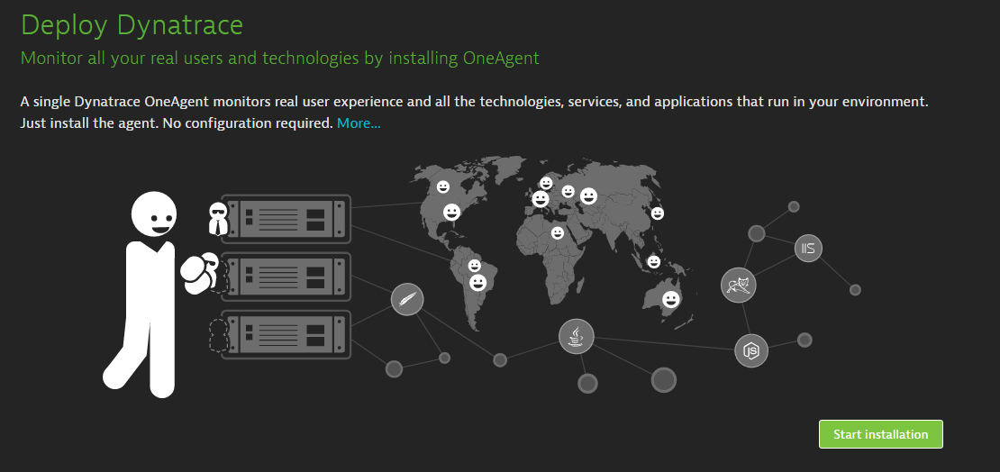 Deploy Dynatrace
Monitor all your real users and technologies by installing OneAgent
A single Dynatrace OneAgent monitors real user experience and all the technologies, services, and applications that run in your environment.
Just install the agent. No configuration required. More...
IIS
JS
Start installation